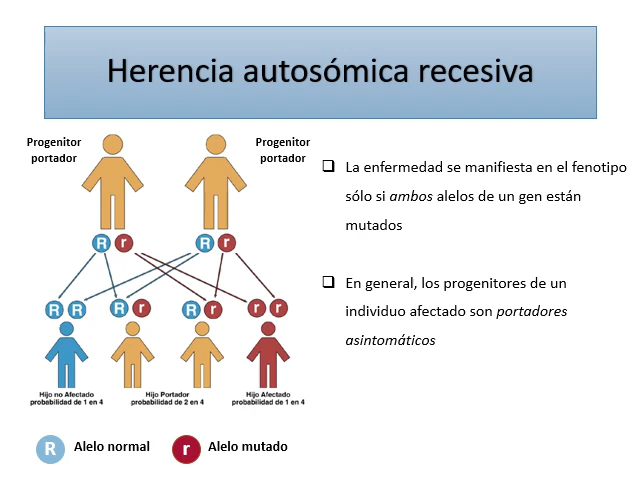 Herencia autosómica recesiva
Progenitor
portador
Progenitor
portador
R r R r
R R R r R r r r
Hijo no Afectado
probabilidad de 1 en 4
Hijo Portador
probabilidad de 2 en 4
Hijo Afectado
probabilidad de 1 en 4
R Alelo normal
r Alelo mutado
La enfermedad se manifiesta en el fenotipo
sólo si ambos alelos de un gen están
mutados
En general, los progenitores de un
individuo afectado son portadores
asintomáticos